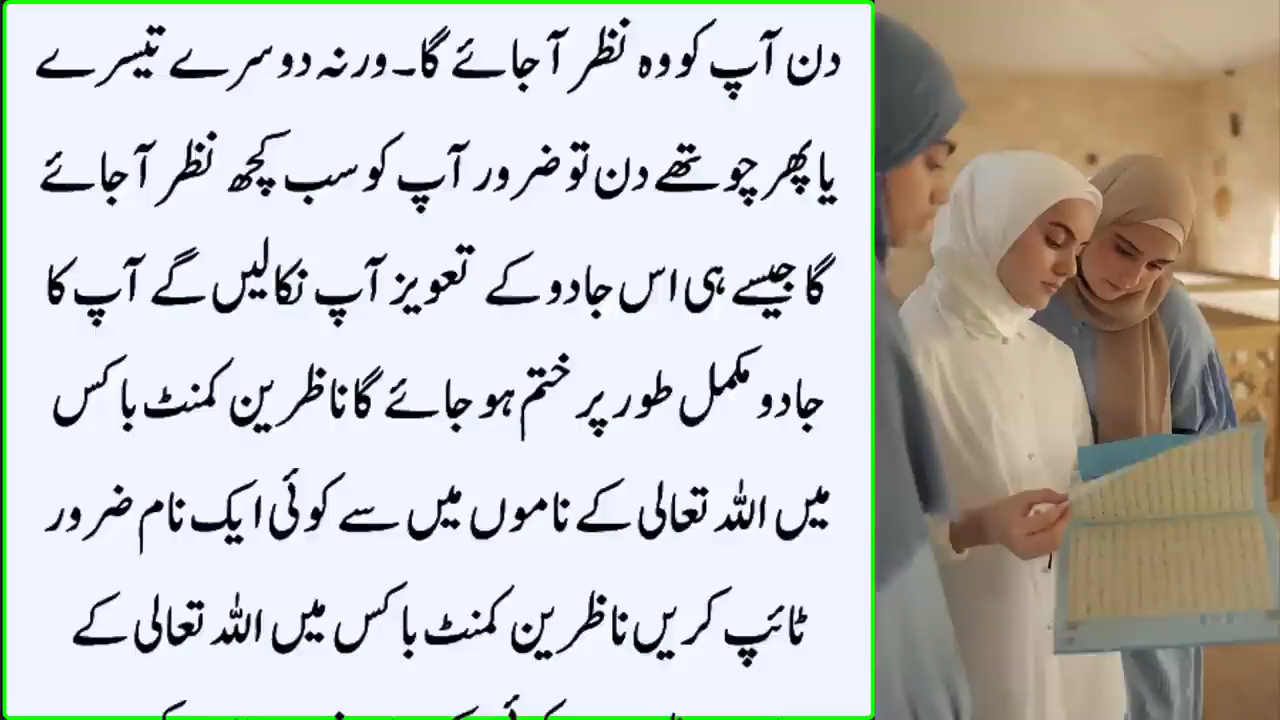 دن آپ کو وہ نظر آ جائے گا۔ ورنہ دوسرے تیسرے
یا پھر چوتھے دن تو ضرور آپ کو سب کچھ نظر آ جائے
گا جیسے ہی اس جادو کے تعویز آپ نکالیں گے آپ کا
جادو مکمل طور پر ختم ہو جائے گا ناظرین کمنٹ باکس
میں اللہ تعالی کے ناموں میں سے کوئی ایک نام ضرور
ٹائپ کریں ناظرین کمنٹ باکس میں اللہ تعالی کے